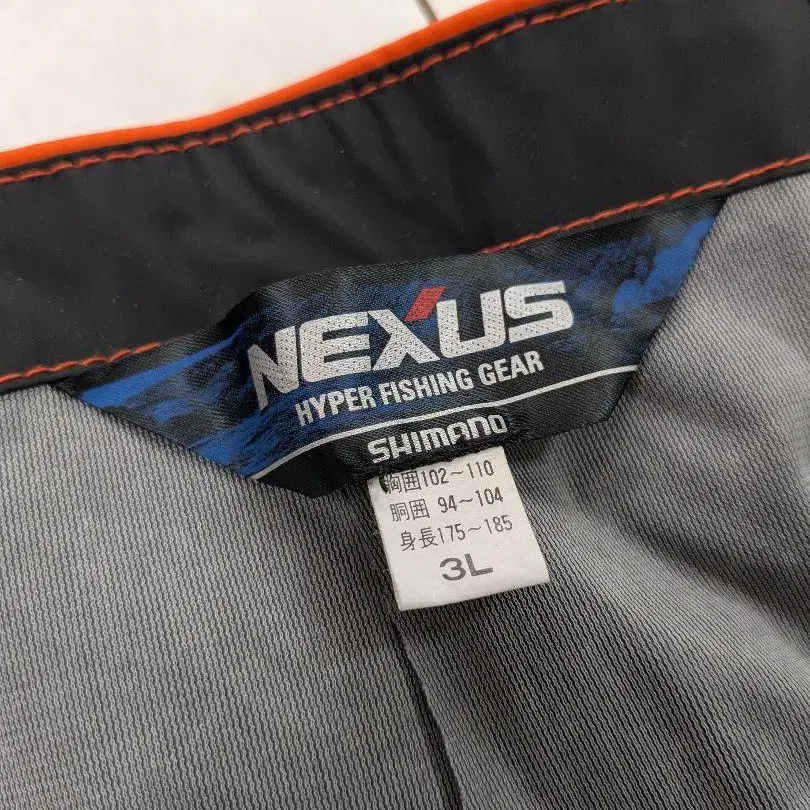 NEXUS
HYPER FISHING GEAR
SHIMANO
胸囲102～110
胴囲 94～104
身長175～185
3L